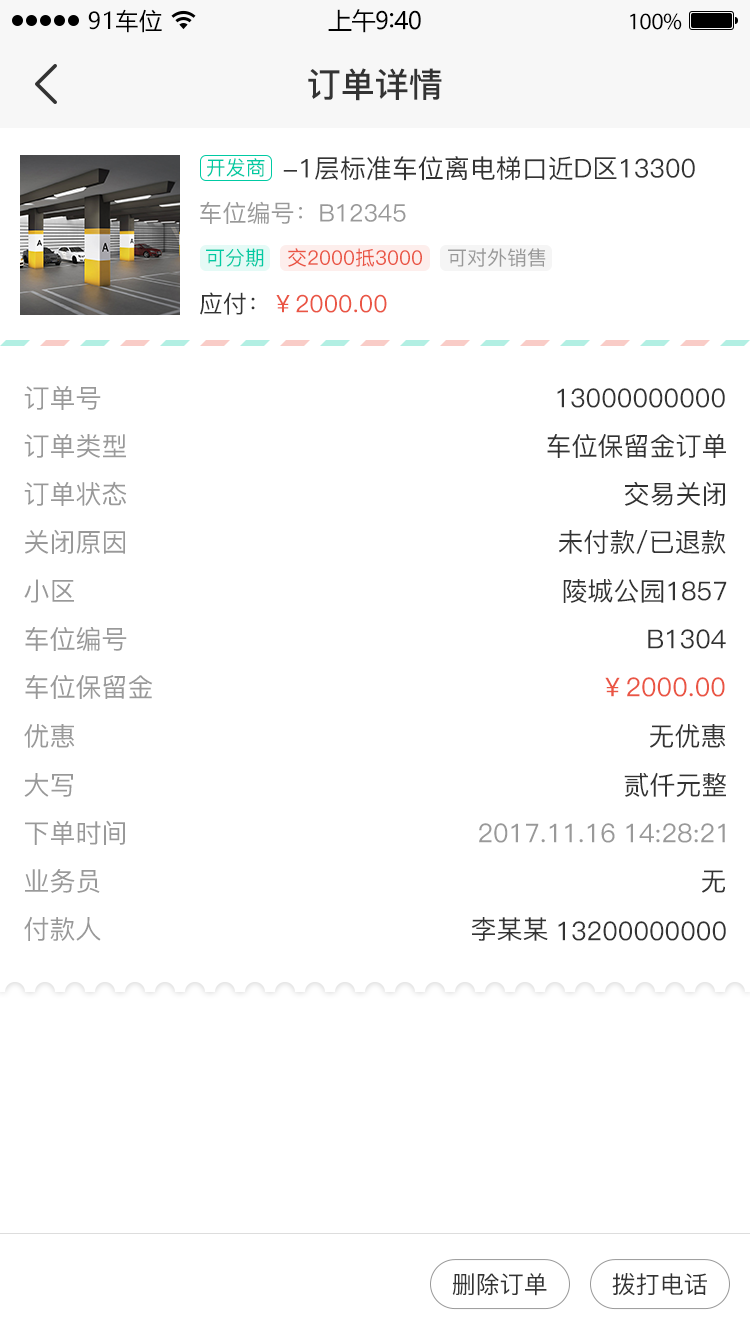 91车位 上午9:40 100%
订单详情
开发商 –1层标准车位离电梯口近D区13300
车位编号：B12345
可分期 交2000抵3000 可对外销售
应付：￥2000.00
A A A
订单号 13000000000
订单类型 车位保留金订单
订单状态 交易关闭
关闭原因 未付款/已退款
小区 陵城公园1857
车位编号 B1304
车位保留金 ￥2000.00
优惠 无优惠
大写 贰仟元整
下单时间 2017.11.16 14:28:21
业务员 无
付款人 李某某 13200000000
删除订单 拨打电话